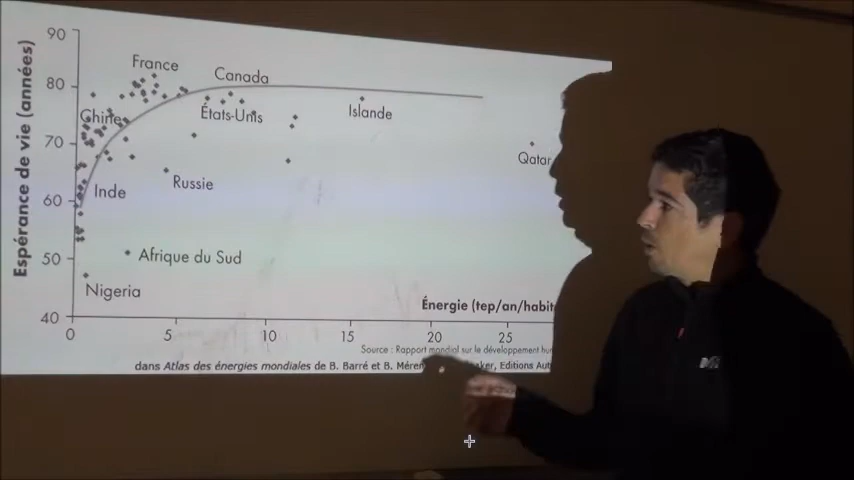 90
Espérance de vie (années)
France
Canada
80
Chine
États-Unis
Islande
70
Qatar
Inde
Russie
60
50
Afrique du Sud
Nigeria
Énergie (tep/an/habit
40
0
5
10
15
20
25
Source : Rapport mondial sur le développement hu
dans Atlas des énergies mondiales de B. Barré et B. Editions